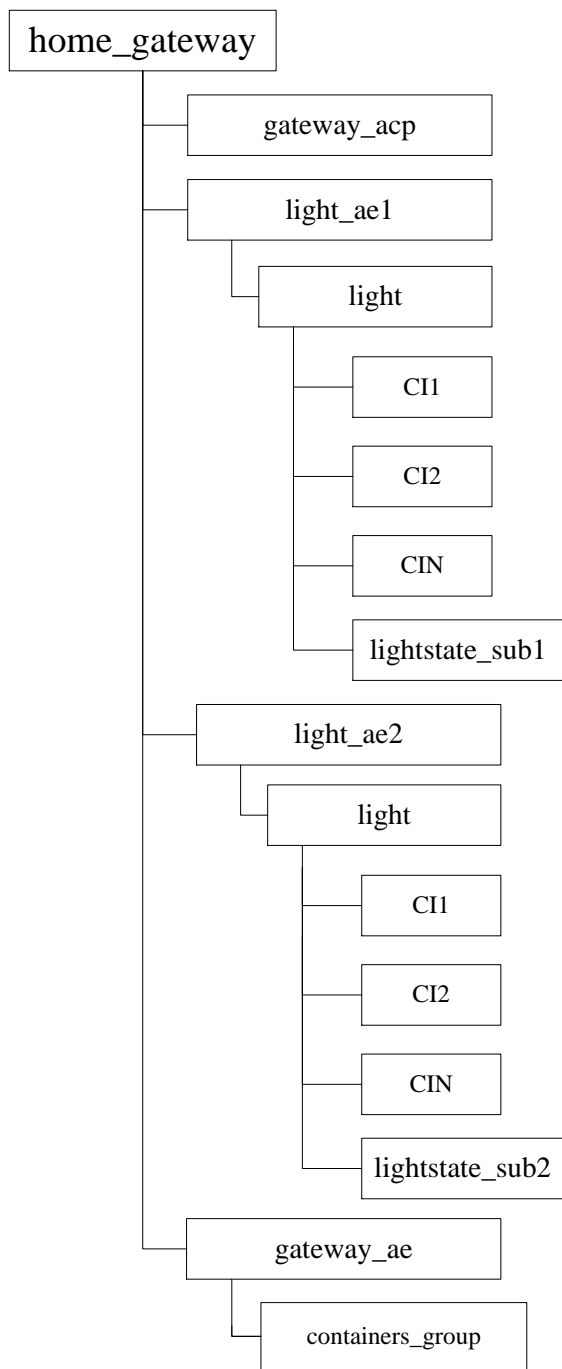 home_gateway
gateway_acp
light_ae1
light
CI1
CI2
CIN
lightstate_sub1
light_ae2
light
CI1
CI2
CIN
lightstate_sub2
gateway_ae
containers_group